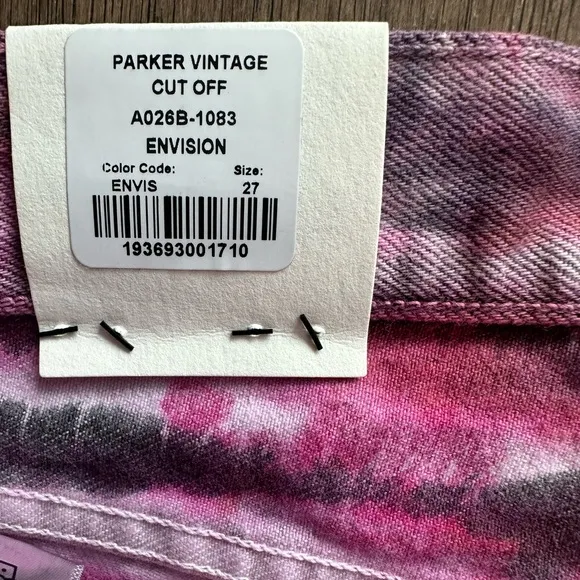 PARKER VINTAGE
CUT OFF
A026B-1083
ENVISION
Color Code: Size:
ENVIS 27
193693001710